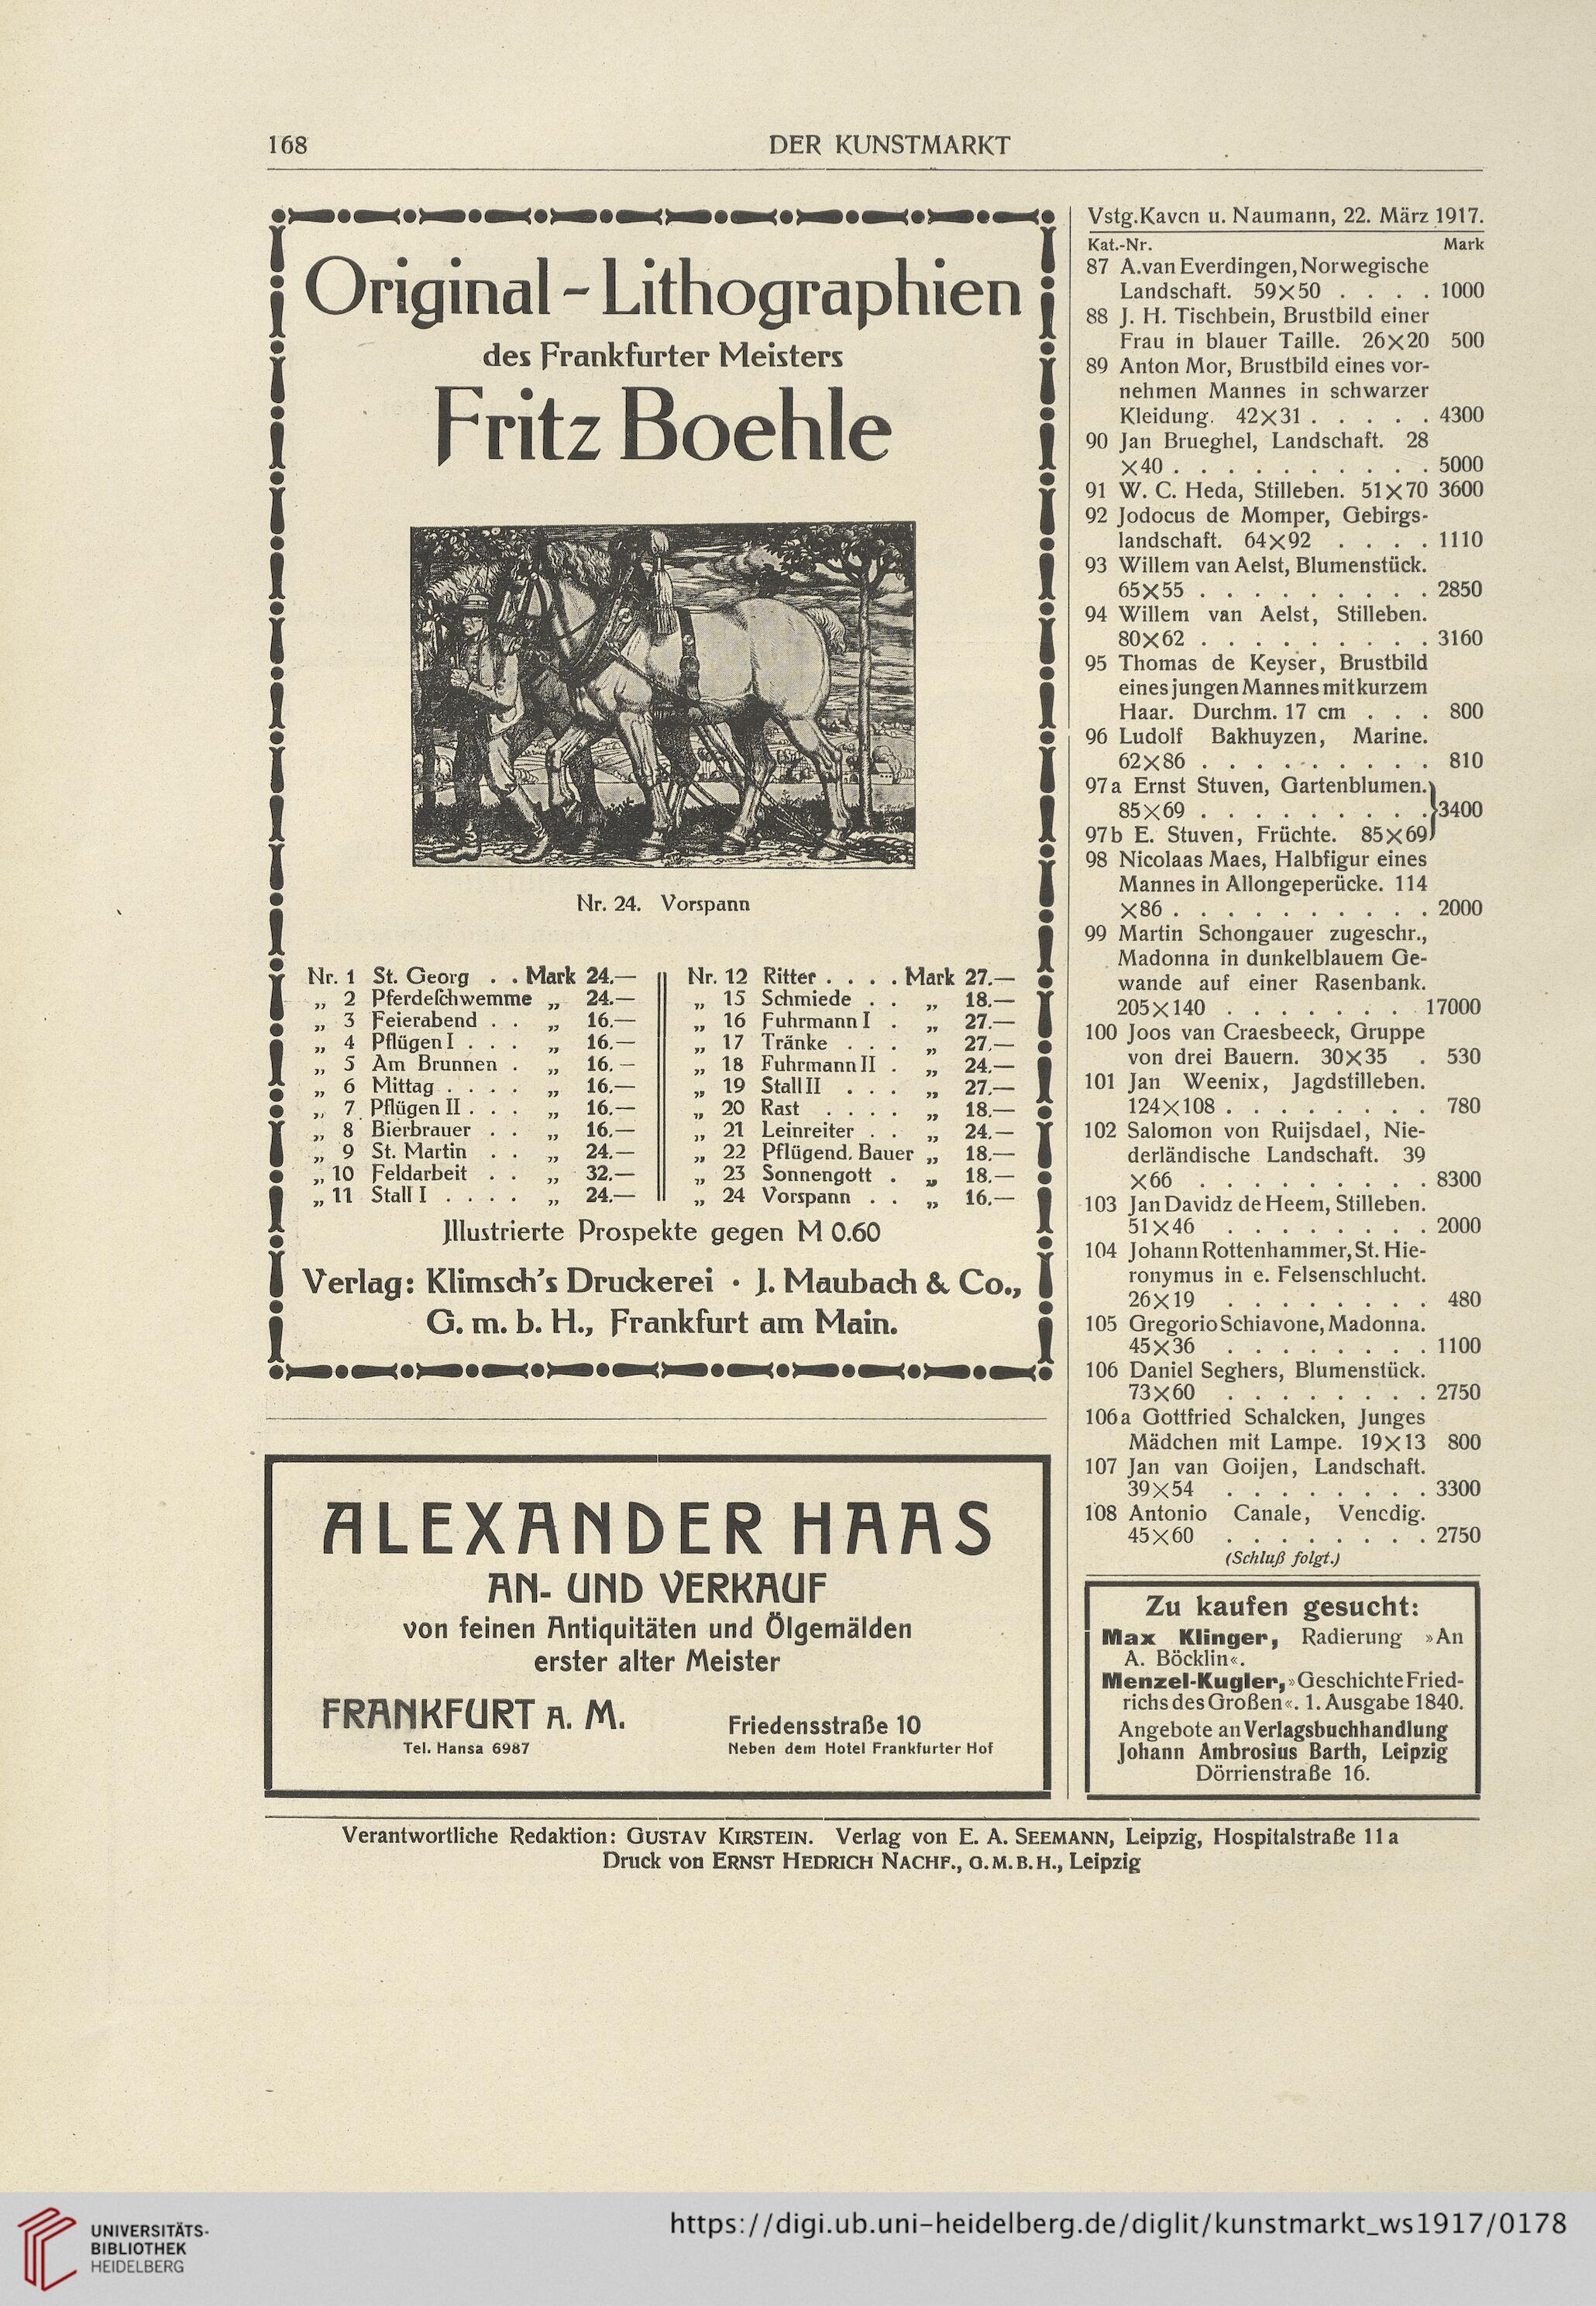 168
DER KUNSTMARKT
Original-Lithographien
des Frankfurter Meisters
Fritz Boehle
Nr. 24. Vorspann
Nr. 1 St. Georg . . Mark 24.—
„ 2 Pferdeſchwemme „ 24.—
„ 3 Feierabend . . „ 16.—
„ 4 Pflügen I . . . „ 16.—
„ 5 Am Brunnen . „ 16.—
„ 6 Mittag . . . . „ 16.—
„ 7 Pflügen II . . . „ 16.—
„ 8 Bierbrauer . . „ 16.—
„ 9 St. Martin . . „ 24.—
„ 10 Feldarbeit . . „ 32.—
„ 11 Stall I . . . . „ 24.—
Nr. 12 Ritter . . . . Mark 27.—
„ 15 Schmiede . . „ 18.—
„ 16 Fuhrmann I . „ 27.—
„ 17 Tränke . . . „ 27.—
„ 18 Fuhrmann II . „ 24.—
„ 19 Stall II . . . „ 27.—
„ 20 Rast . . . . „ 18.—
„ 21 Leinreiter . . „ 24.—
„ 22 Pflügend. Bauer „ 18.—
„ 23 Sonnengott . „ 18.—
„ 24 Vorspann . . „ 16.—
Jllustrierte Prospekte gegen M 0.60
Verlag: Klimsch's Druckerei · J. Maubach & Co.,
G. m. b. H., Frankfurt am Main.
ALEXANDER HAAS
AN- UND VERKAUF
von feinen Antiquitäten und Ölgemälden
erster alter Meister
FRANKFURT A. M.
Tel. Hansa 6987
Friedensstraße 10
Neben dem Hotel Frankfurter Hof
Vstg. Kaven u. Naumann, 22. März 1917.
Kat.-Nr. Mark
87 A. van Everdingen, Norwegische
Landschaft. 59×50 . . . . 1000
88 J. H. Tischbein, Brustbild einer
Frau in blauer Taille. 26×20 500
89 Anton Mor, Brustbild eines vor-
nehmen Mannes in schwarzer
Kleidung. 42×31 . . . . . 4300
90 Jan Brueghel, Landschaft. 28
×40 . . . . . . . . . . 5000
91 W. C. Heda, Stilleben. 51×70 3600
92 Jodocus de Momper, Gebirgs-
landschaft. 64×92 . . . . 1110
93 Willem van Aelst, Blumenstück.
65×55 . . . . . . . . . 2850
94 Willem van Aelst, Stilleben.
80×62 . . . . . . . . . 3160
95 Thomas de Keyser, Brustbild
eines jungen Mannes mit kurzem
Haar. Durchm. 17 cm . . . 800
96 Ludolf Bakhuyzen, Marine.
62×86 . . . . . . . . . 810
97a Ernst Stuven, Gartenblumen.
85×69 . . . . . . . . . }3400
97b E. Stuven, Früchte. 85×69
98 Nicolaas Maes, Halbfigur eines
Mannes in Allongeperücke. 114
×86 . . . . . . . . . . 2000
99 Martin Schongauer zugeschr.,
Madonna in dunkelblauem Ge-
wande auf einer Rasenbank.
205×140 . . . . . . . . 17000
100 Joos van Craesbeeck, Gruppe
von drei Bauern. 30×35 . 530
101 Jan Weenix, Jagdstilleben.
124×108 . . . . . . . . 780
102 Salomon von Ruijsdael, Nie-
derländische Landschaft. 39
×66 . . . . . . . . . 8300
103 Jan Davidz de Heem, Stilleben.
51×46 . . . . . . . . 2000
104 Johann Rottenhammer, St. Hie-
ronymus in e. Felsenschlucht.
26×19 . . . . . . . . 480
105 Gregorio Schiavone, Madonna.
45×36 . . . . . . . . 1100
106 Daniel Seghers, Blumenstück.
73×60 . . . . . . . . 2750
106a Gottfried Schalcken, Junges
Mädchen mit Lampe. 19×13 800
107 Jan van Goijen, Landschaft.
39×54 . . . . . . . . 3300
108 Antonio Canale, Venedig.
45×60 . . . . . . . . 2750
(Schluß folgt.)
Zu kaufen gesucht:
Max Klinger, Radierung »An
A. Böcklin«.
Menzel-Kugler, »Geschichte Fried-
richs des Großen«. 1. Ausgabe 1840.
Angebote an Verlagsbuchhandlung
Johann Ambrosius Barth, Leipzig
Dörrienstraße 16.
Verantwortliche Redaktion: GUSTAV KIRSTEIN. Verlag von E. A. SEEMANN, Leipzig, Hospitalstraße 11a
Druck von ERNST HEDRICH NACHF., G.M.B.H., Leipzig
UNIVERSITÄTS-
BIBLIOTHEK
HEIDELBERG
https://digi.ub.uni-heidelberg.de/diglit/kunstmarkt_ws1917/0178